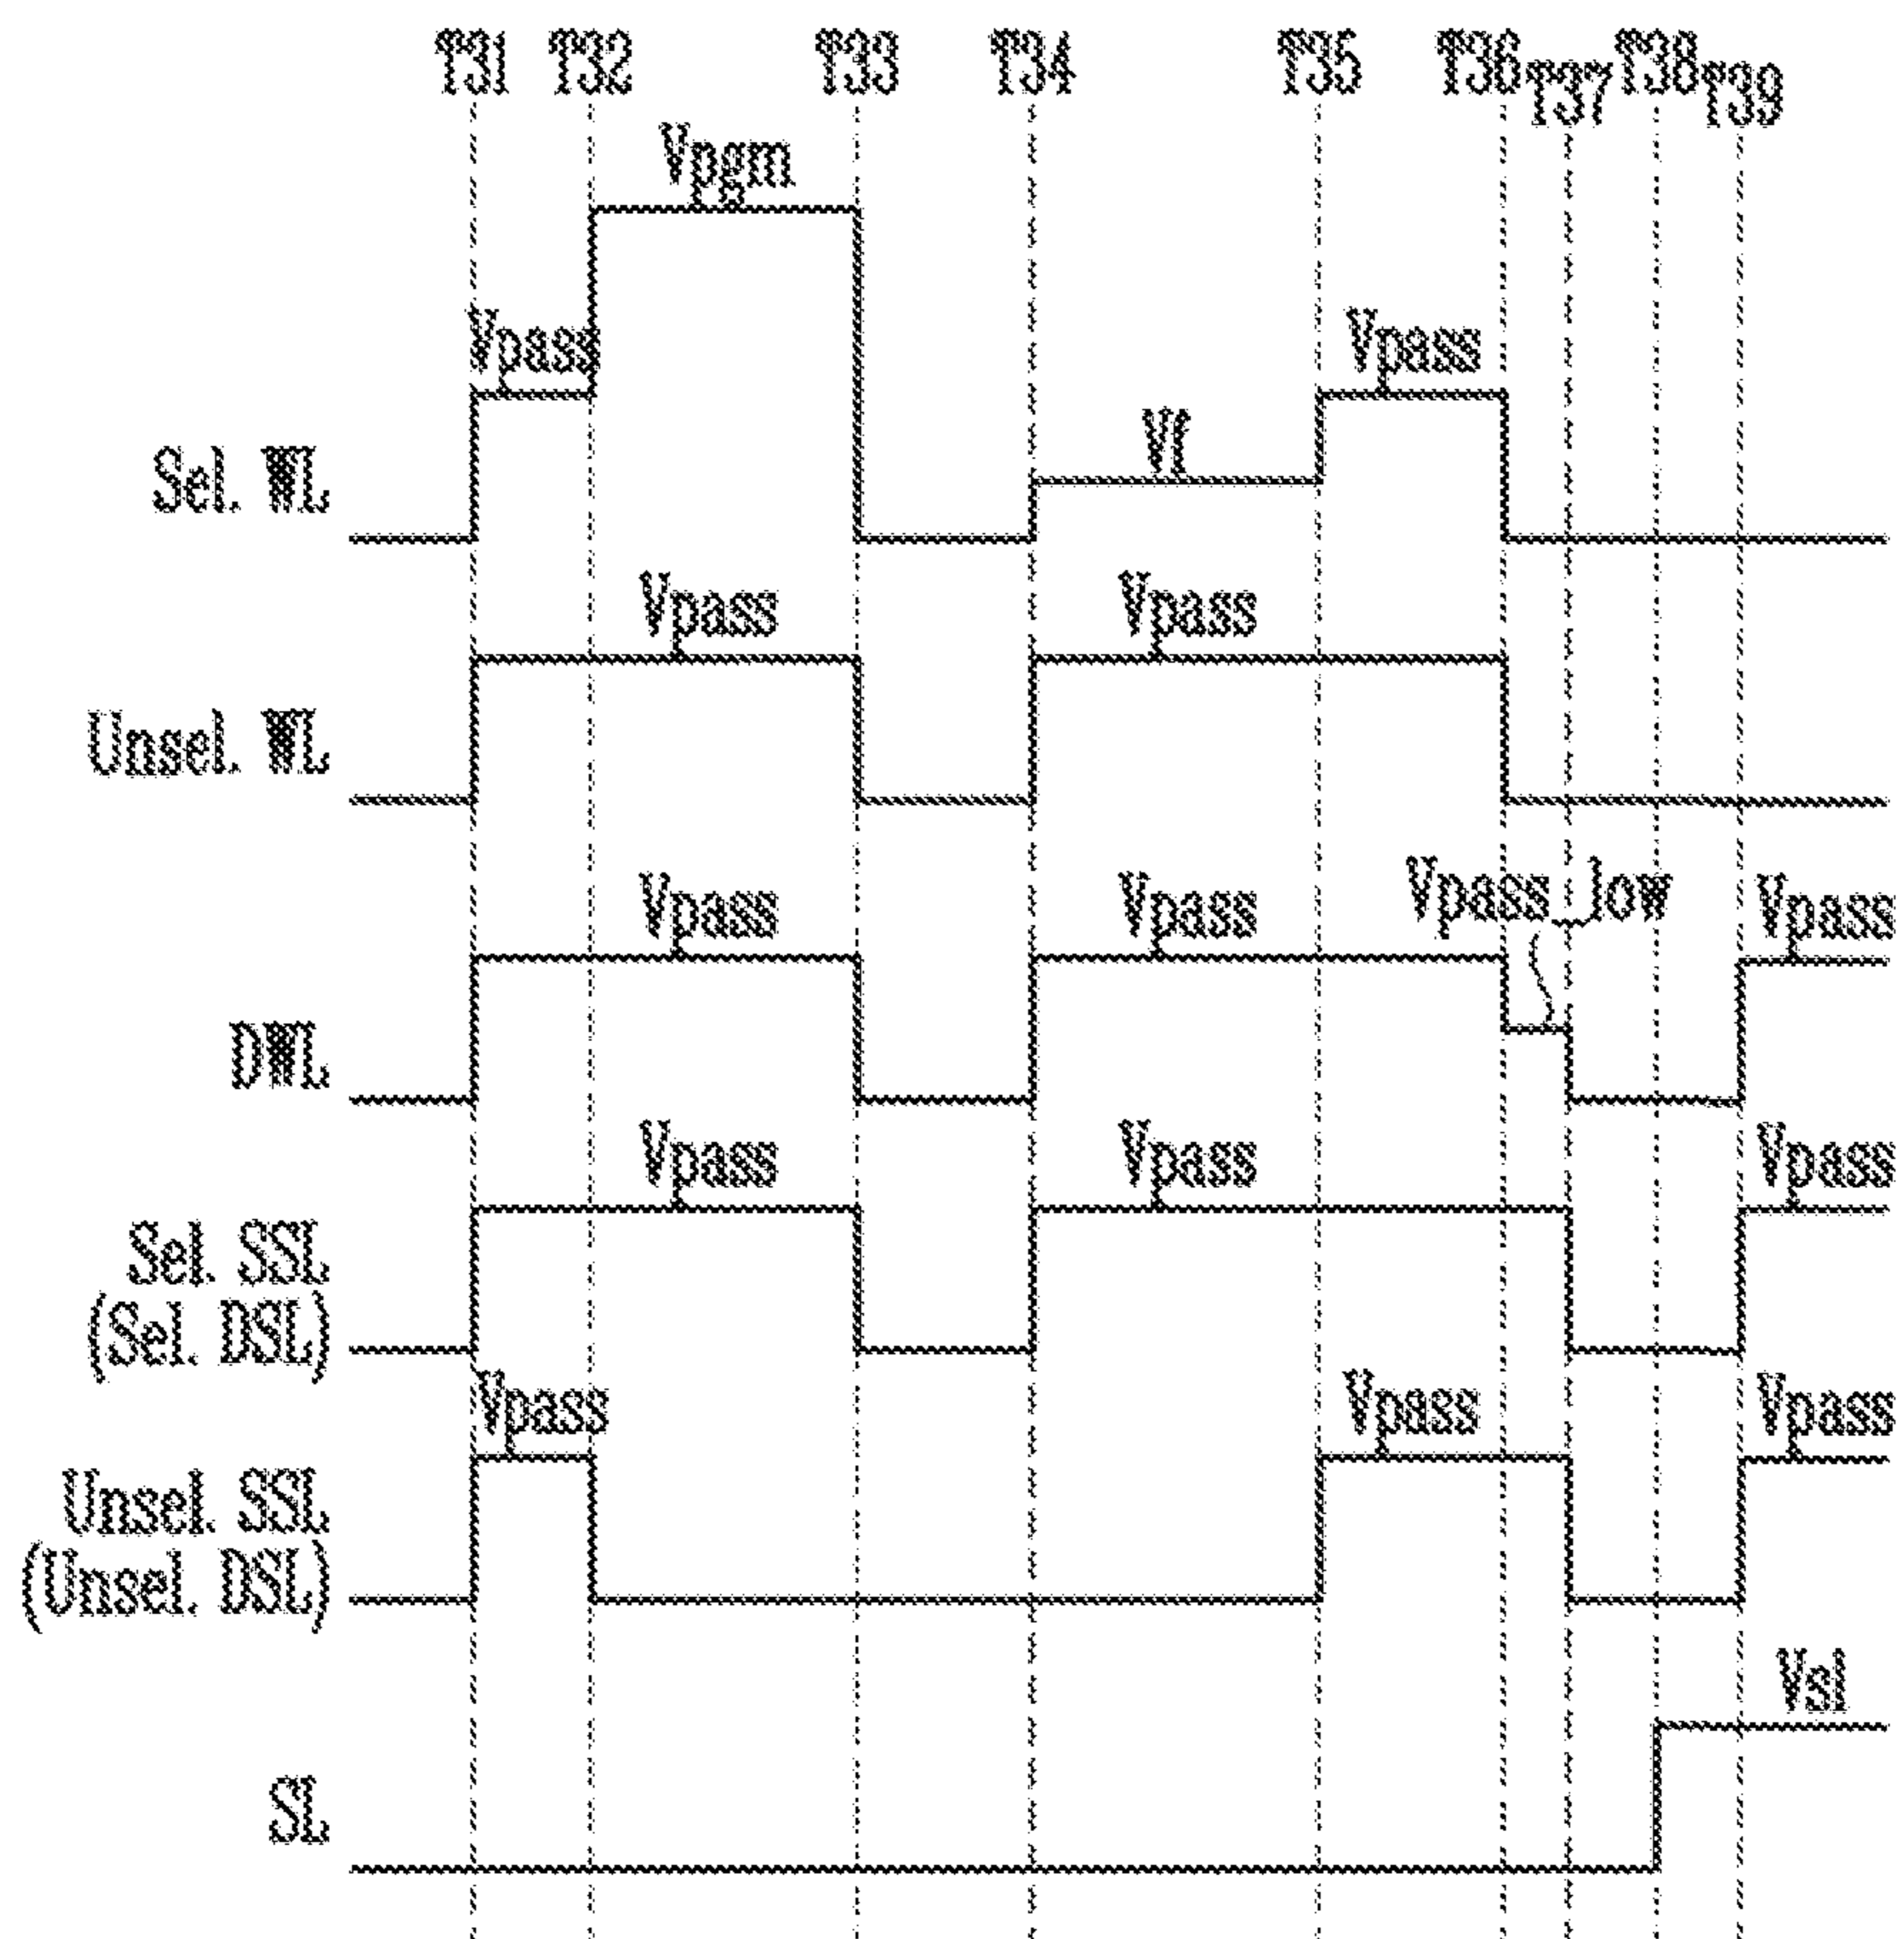 T31 T32 T33 T34 T35 T36 T37 T38 T39
Vpgm
Vpass Vpass
Vf
Sel. WL
Vpass Vpass
Unsel. WL
Vpass Vpass Vpass_low Vpass
DWL
Vpass Vpass Vpass
Sel. SSL
(Sel. DSL)
Vpass Vpass Vpass
Unsel. SSL
(Unsel. DSL)
Vsl
SL